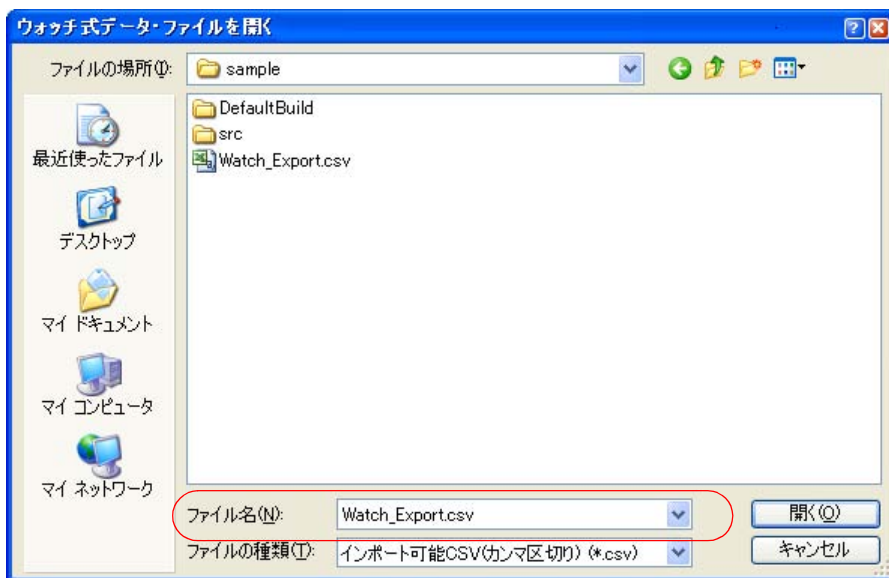 ウォッチ式データ・ファイルを開く
ファイルの場所(I):
sample
DefaultBuild
src
Watch_Export.csv
最近使ったファイル
デスクトップ
マイ ドキュメント
マイ コンピュータ
マイ ネットワーク
ファイル名(N):
Watch_Export.csv
開く(O)
ファイルの種類(T):
インポート可能CSV(カンマ区切り) (*.csv)
キャンセル